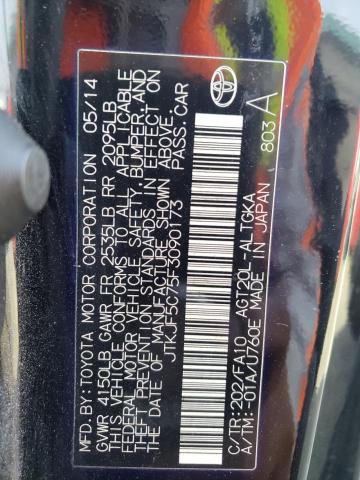 MFD. BY: TOYOTA MOTOR CORPORATION 05/14
GVWR 4150LB GAWR FR 2535LB RR 2095LB
THIS VEHICLE CONFORMS TO ALL APPLICABLE
FEDERAL MOTOR VEHICLE SAFETY, BUMPER, AND
THEFT PREVENTION STANDARDS IN EFFECT ON
THE DATE OF MANUFACTURE SHOWN ABOVE.
JTKJF5C75F3090173 PASS. CAR
C/TR: 202/FA10 AGT20L-ALTGKA
A/TM: -01A/U760E MADE IN JAPAN 803 A